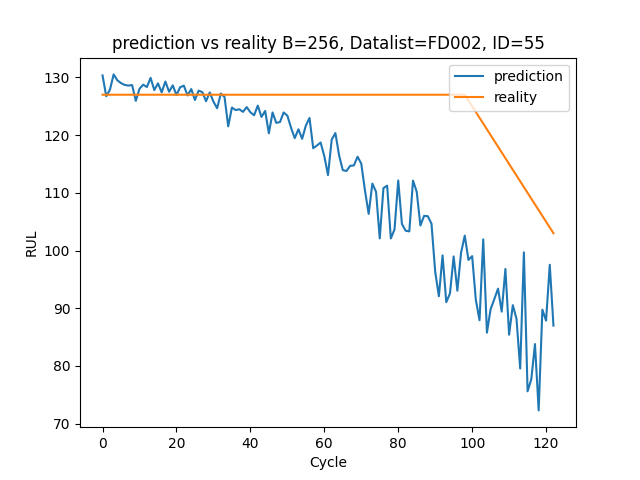 prediction vs reality B=256, Datalist=FD002, ID=55
prediction
reality
RUL
130
120
110
100
90
80
70
0 20 40 60 80 100 120
Cycle